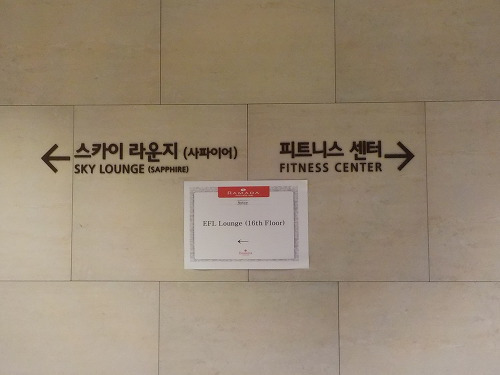 스카이 라운지 (사파이어)
SKY LOUNGE (SAPPHIRE)
피트니스 센터
FITNESS CENTER
RAMADA
EFL Lounge (16th Floor)